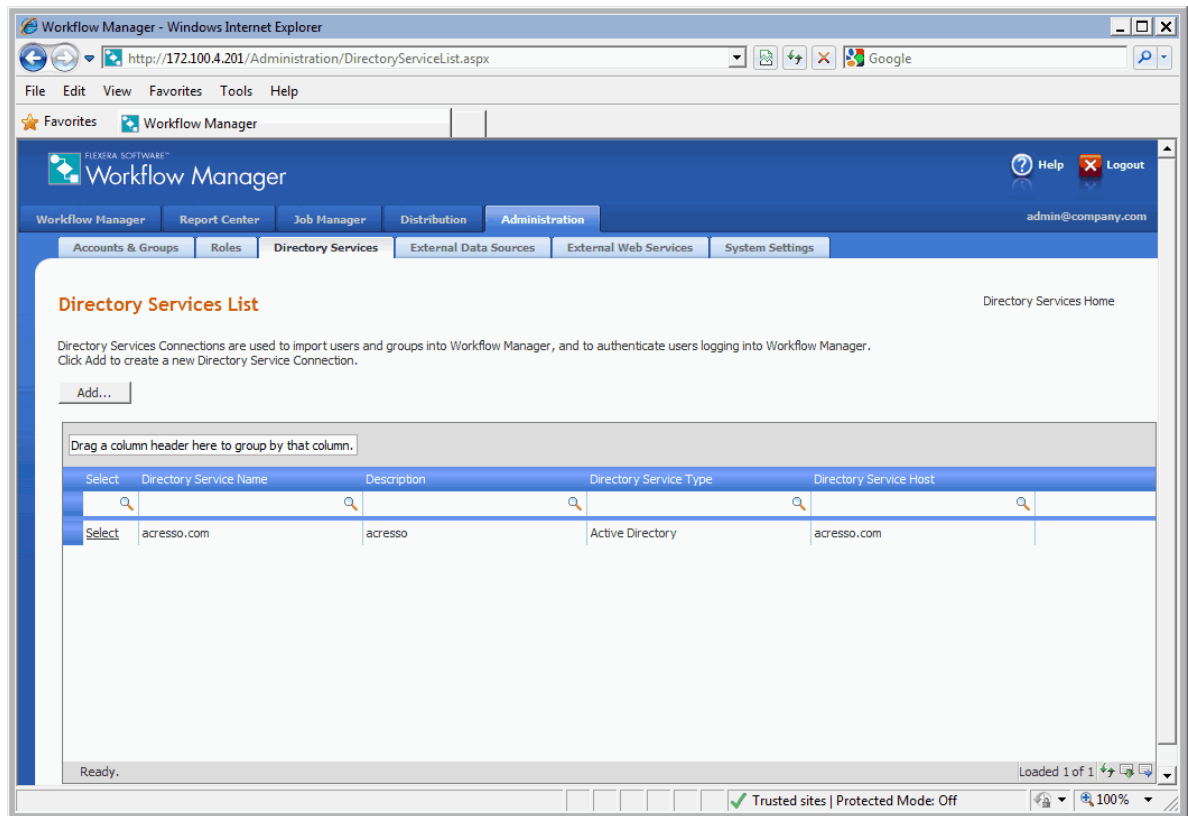 Workflow Manager - Windows Internet Explorer
http://172.100.4.201/Administration/DirectoryServiceList.aspx
Google
File Edit View Favorites Tools Help
Favorites Workflow Manager
FLEXERA SOFTWARE™
Workflow Manager
Help Logout
Workflow Manager Report Center Job Manager Distribution Administration admin@company.com
Accounts & Groups Roles Directory Services External Data Sources External Web Services System Settings
Directory Services List
Directory Services Home
Directory Services Connections are used to import users and groups into Workflow Manager, and to authenticate users logging into Workflow Manager.
Click Add to create a new Directory Service Connection.
Add...
Drag a column header here to group by that column.
Select Directory Service Name Description Directory Service Type Directory Service Host
Select acresso.com acresso Active Directory acresso.com
Ready.
Loaded 1 of 1
Trusted sites | Protected Mode: Off
100%